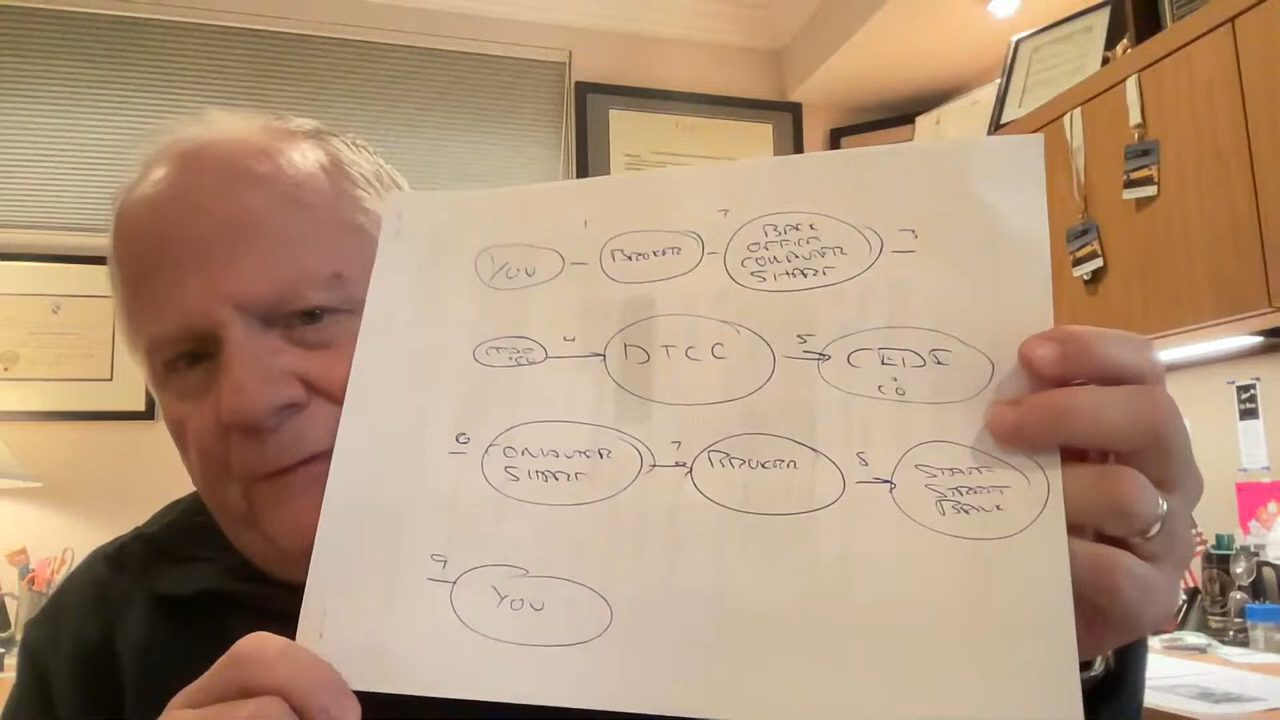 1 2
YOU BROKER BACK
OFFICE
COMPUTER
SHARE 3
4 DTCC 5 CEDE
CO
6 COMPUTER
SHARE 7 BROKER 8 STATE
STREET
BANK
9
YOU